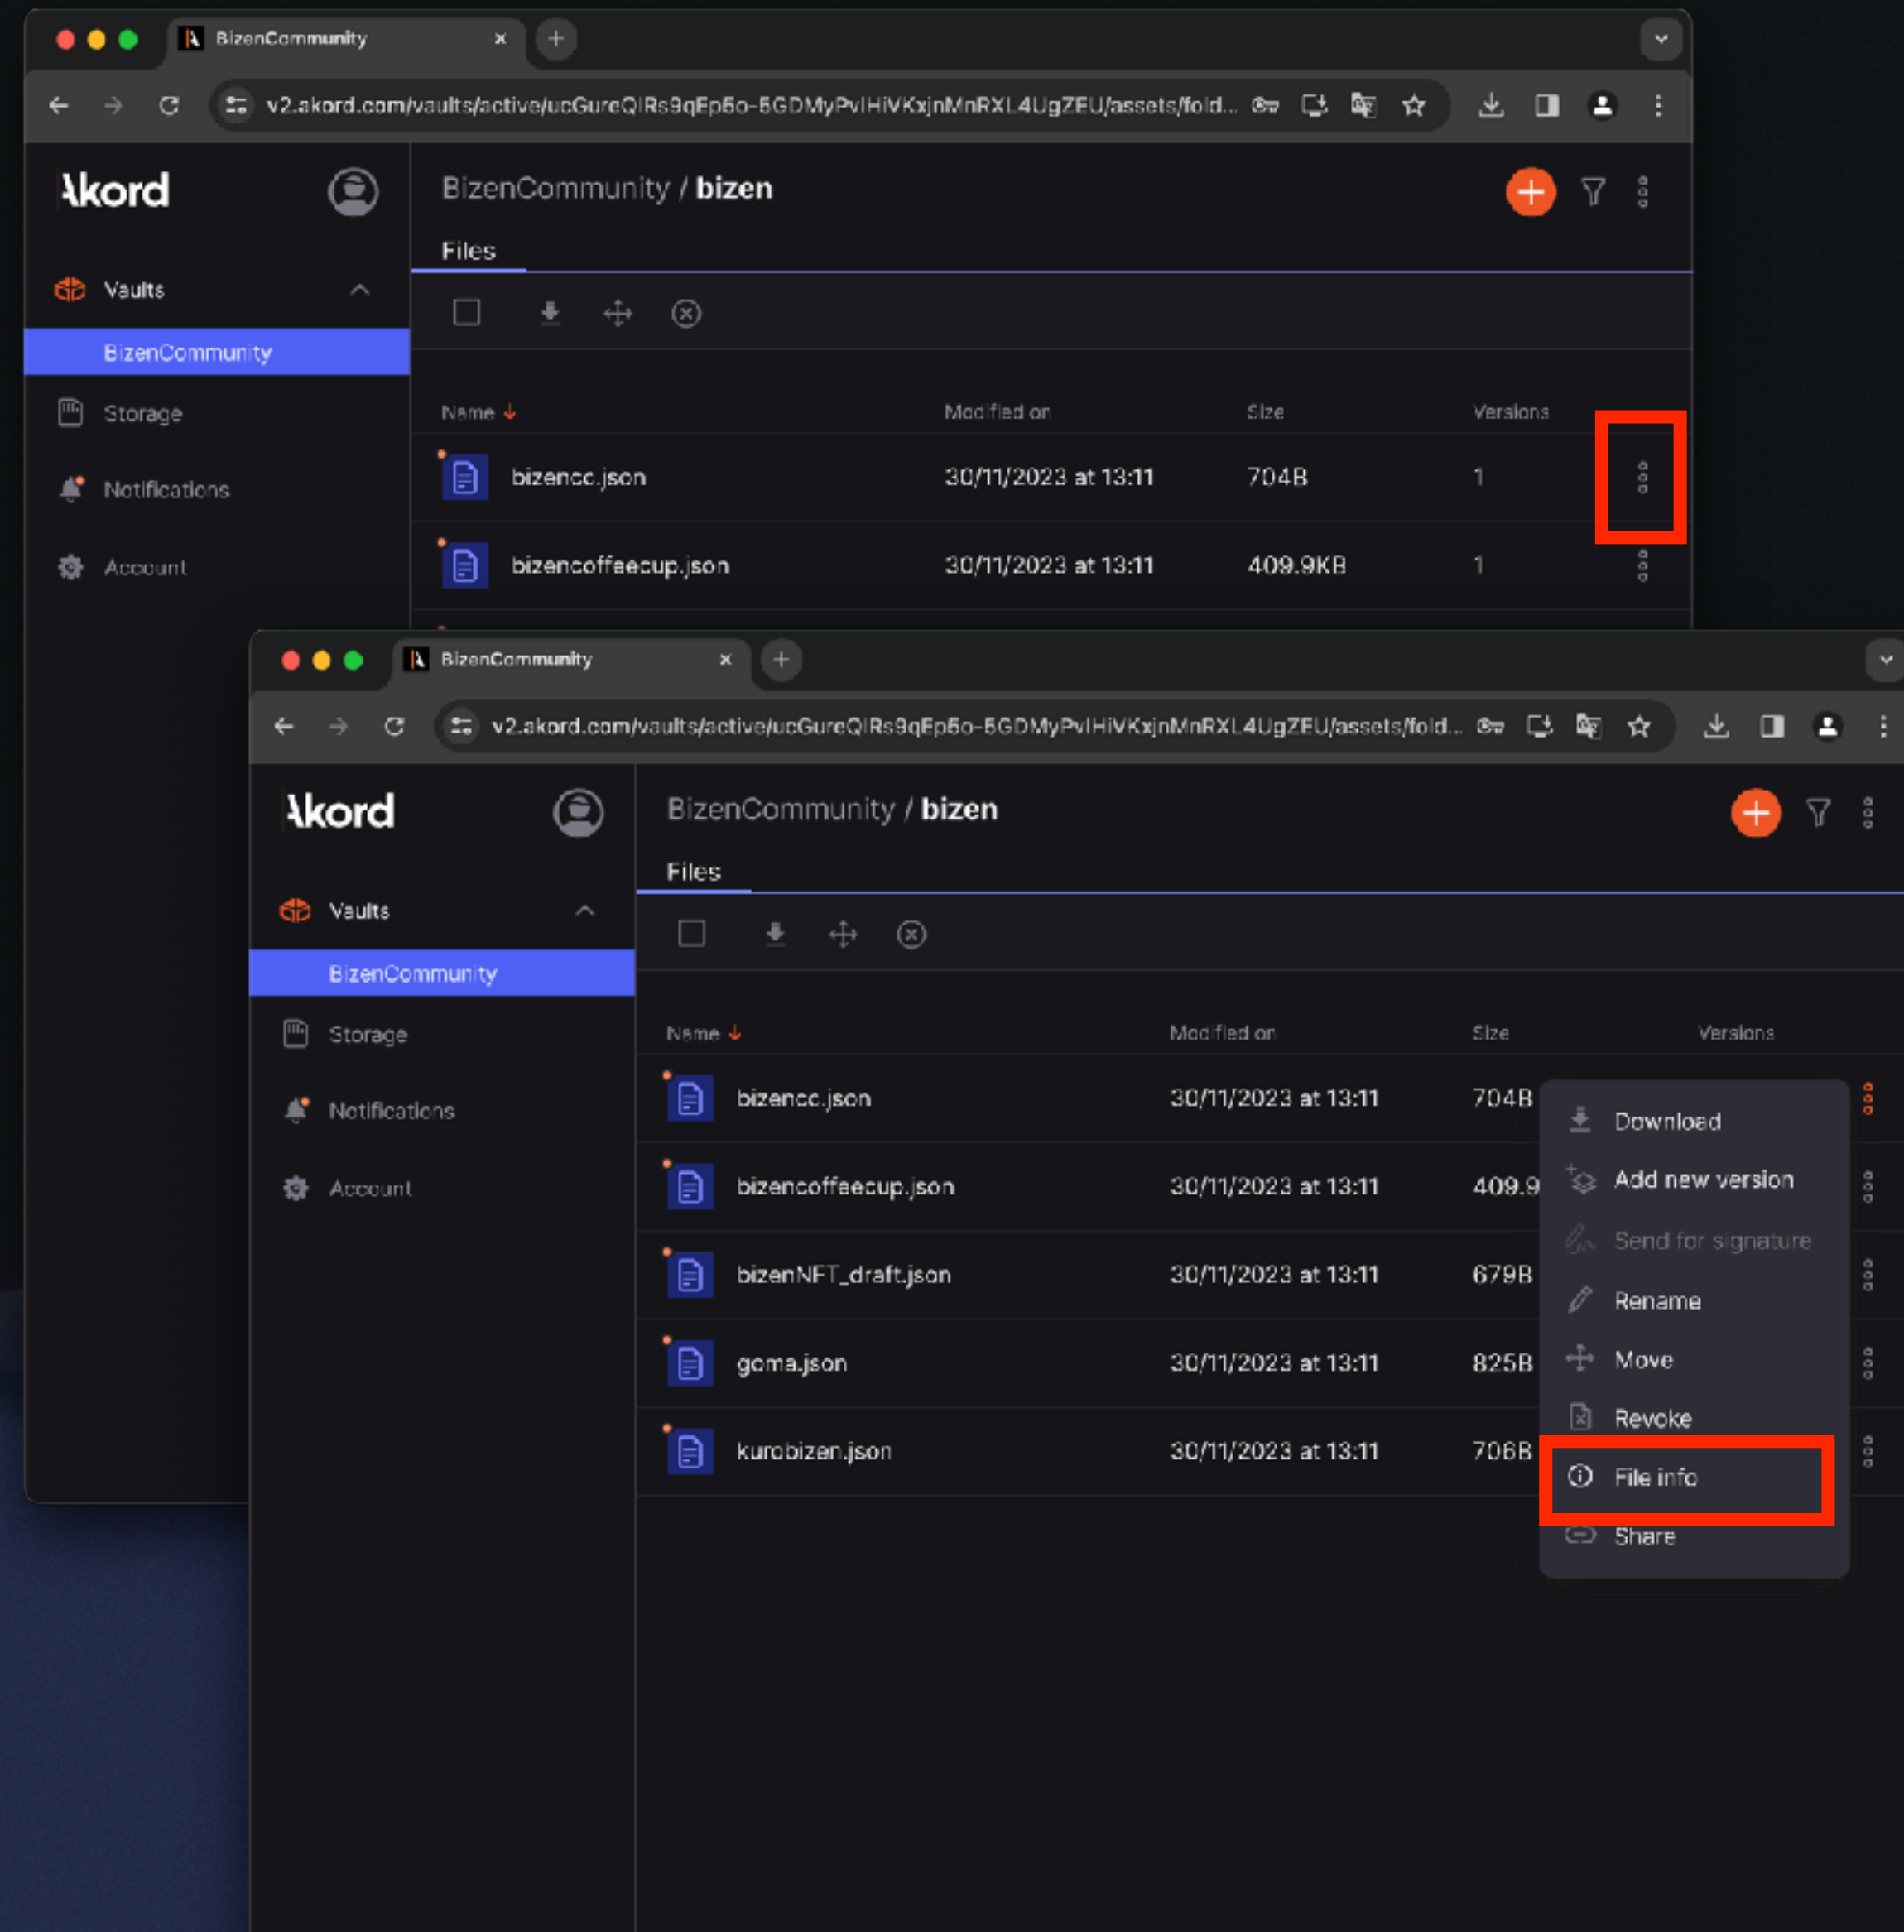 BizenCommunity
v2.akord.com/vaults/active/ucGureQIRs9qEp5o-5GDMyPvIHiVKxjnMnRXL4UgZEU/assets/fold...
Akord
BizenCommunity / bizen
Files
Vaults
BizenCommunity
Storage
Notifications
Account
Name Modified on Size Versions
bizencc.json 30/11/2023 at 13:11 704B 1
bizencoffeecup.json 30/11/2023 at 13:11 409.9KB 1
BizenCommunity
v2.akord.com/vaults/active/ucGureQIRs9qEp5o-5GDMyPvIHiVKxjnMnRXL4UgZEU/assets/fold...
Akord
BizenCommunity / bizen
Files
Vaults
BizenCommunity
Storage
Notifications
Account
Name Modified on Size Versions
bizencc.json 30/11/2023 at 13:11 704B
bizencoffeecup.json 30/11/2023 at 13:11 409.9
bizenNFT_draft.json 30/11/2023 at 13:11 679B
goma.json 30/11/2023 at 13:11 825B
kurobizen.json 30/11/2023 at 13:11 706B
Download
Add new version
Send for signature
Rename
Move
Revoke
File info
Share